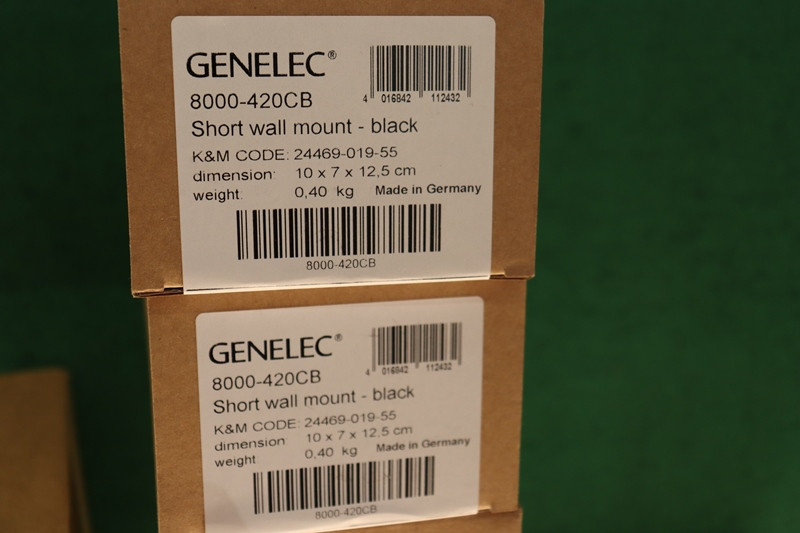 GENELEC®
8000-420CB
4 016842 112432
Short wall mount - black
K&M CODE: 24469-019-55
dimension: 10 x 7 x 12,5 cm
weight: 0,40 kg Made in Germany
8000-420CB
GENELEC®
8000-420CB
4 016842 112432
Short wall mount - black
K&M CODE: 24469-019-55
dimension: 10 x 7 x 12,5 cm
weight: 0,40 kg Made in Germany
8000-420CB